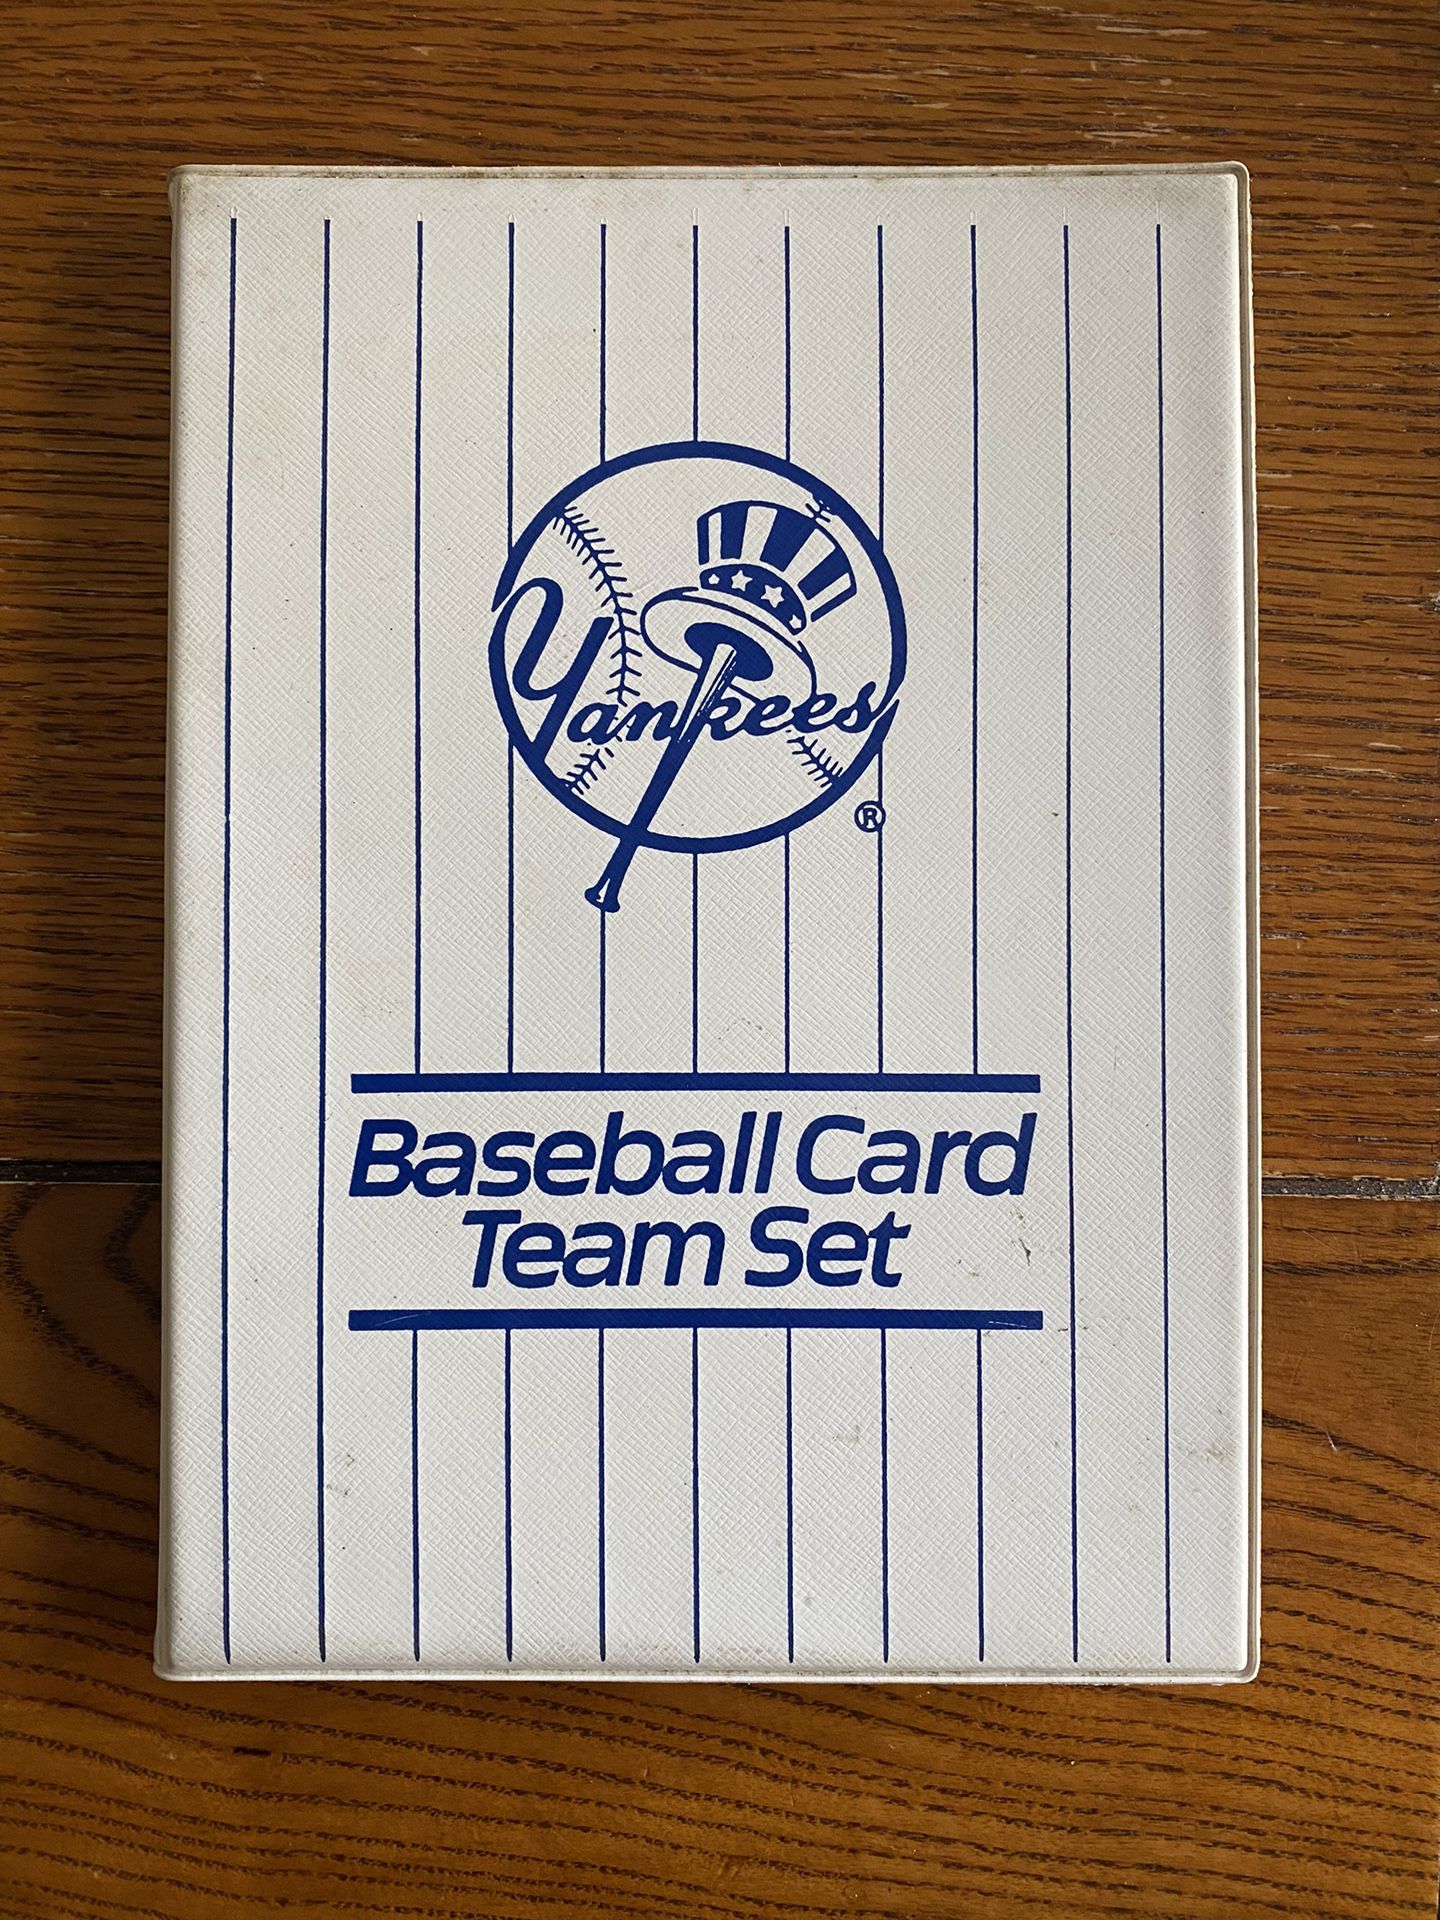 Yankees
®
Baseball Card
Team Set